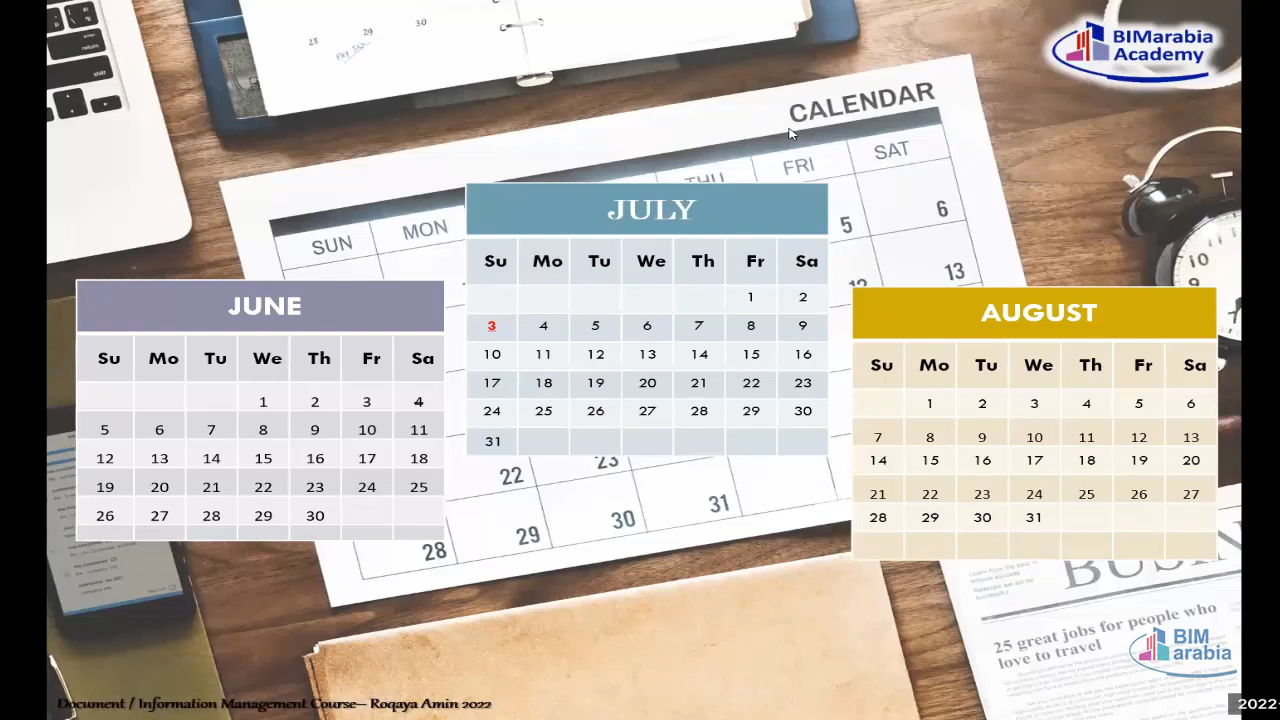 BIMarabia
Academy
23
29
30
CALENDAR
SUN
MON
THU
FRI
SAT
5
6
13
22
23
28
29
30
31
JUNE
Su Mo Tu We Th Fr Sa
1 2 3 4
5 6 7 8 9 10 11
12 13 14 15 16 17 18
19 20 21 22 23 24 25
26 27 28 29 30
JULY
Su Mo Tu We Th Fr Sa
1 2
3 4 5 6 7 8 9
10 11 12 13 14 15 16
17 18 19 20 21 22 23
24 25 26 27 28 29 30
31
AUGUST
Su Mo Tu We Th Fr Sa
1 2 3 4 5 6
7 8 9 10 11 12 13
14 15 16 17 18 19 20
21 22 23 24 25 26 27
28 29 30 31
10
9
8
25 great jobs for people who
love to travel
BIM
arabia
Document / Information Management Course– Roqaya Amin 2022
2022